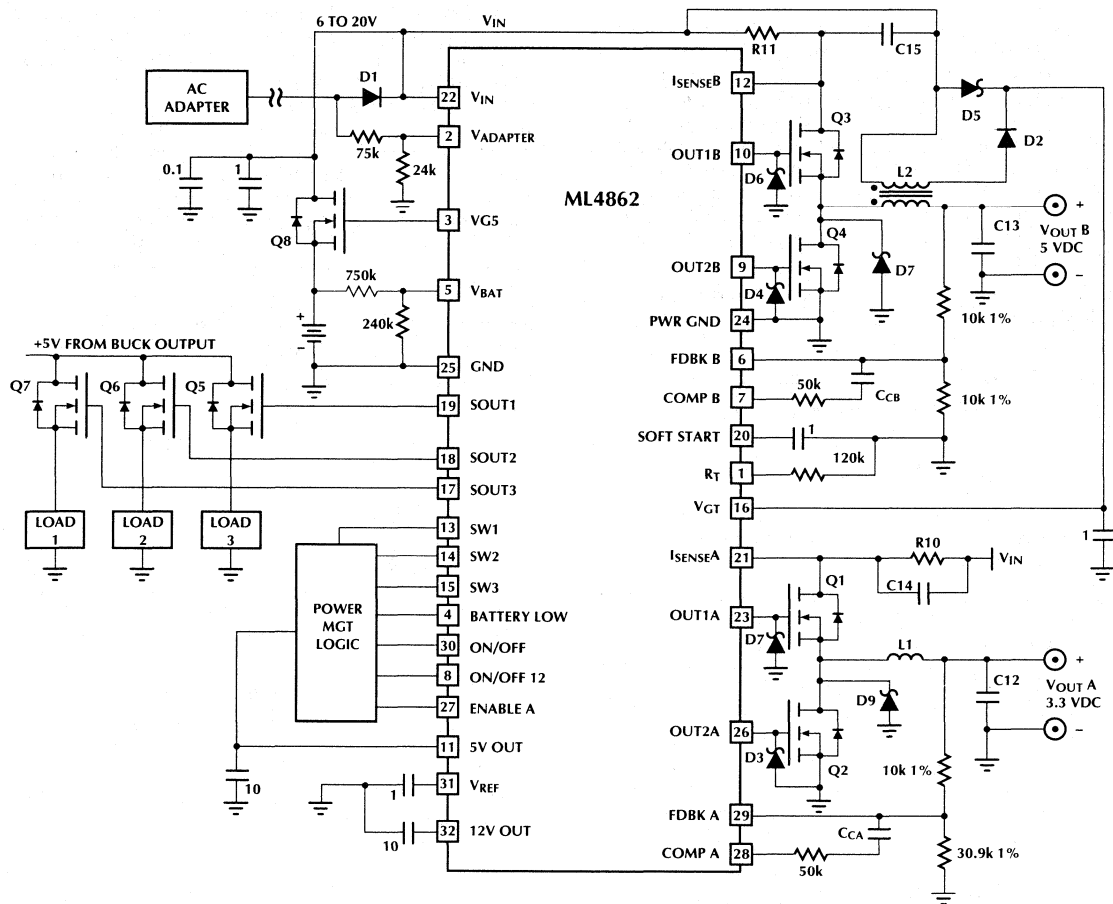 6 TO 20V
VIN
R11
C15
AC
ADAPTER
D1
22
VIN
2
VADAPTER
75k
24k
0.1
1
Q8
3
VG5
750k
5
VBAT
240k
+
−
25
GND
+5V FROM BUCK OUTPUT
Q7
Q6
Q5
19
SOUT1
18
SOUT2
17
SOUT3
LOAD
1
LOAD
2
LOAD
3
POWER
MGT
LOGIC
13
SW1
14
SW2
15
SW3
4
BATTERY LOW
30
ON/OFF
8
ON/OFF 12
27
ENABLE A
11
5V OUT
10
31
VREF
1
32
12V OUT
10
ML4862
ISENSEB
12
OUT1B
10
Q3
D6
D5
D2
L2
OUT2B
9
Q4
D4
D7
C13
+
VOUT B
5 VDC
−
PWR GND
24
10k 1%
FDBK B
6
COMP B
7
50k
CCB
10k 1%
SOFT START
20
1
120k
RT
1
VGT
16
1
ISENSEA
21
R10
VIN
C14
OUT1A
23
Q1
D7
L1
C12
+
VOUT A
3.3 VDC
−
D9
OUT2A
26
D3
Q2
10k 1%
FDBK A
29
CCA
COMP A
28
50k
30.9k 1%